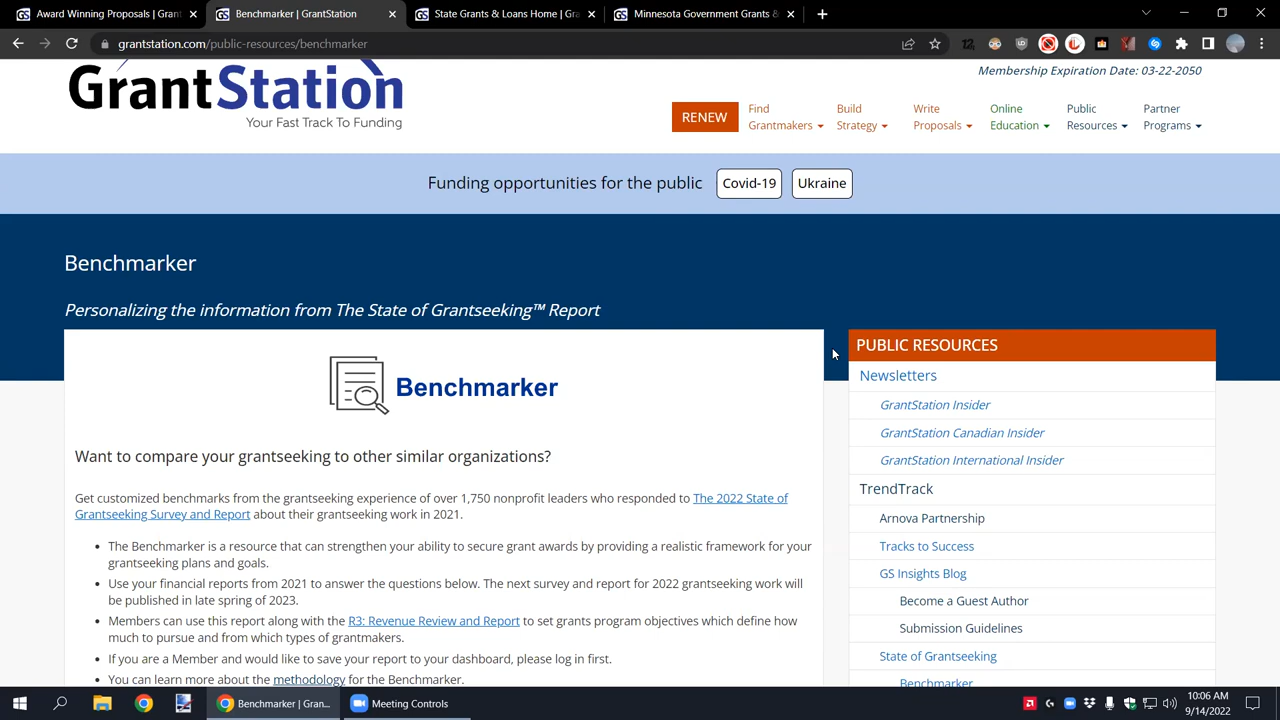 Award Winning Proposals | Grant
Benchmarker | GrantStation
State Grants & Loans Home | Gra
Minnesota Government Grants &
grantstation.com/public-resources/benchmarker
Membership Expiration Date: 03-22-2050
GrantStation
Your Fast Track To Funding
RENEW
Find
Grantmakers
Build
Strategy
Write
Proposals
Online
Education
Public
Resources
Partner
Programs
Funding opportunities for the public
Covid-19
Ukraine
Benchmarker
Personalizing the information from The State of Grantseeking™ Report
Benchmarker
Want to compare your grantseeking to other similar organizations?
Get customized benchmarks from the grantseeking experience of over 1,750 nonprofit leaders who responded to The 2022 State of
Grantseeking Survey and Report about their grantseeking work in 2021.
• The Benchmarker is a resource that can strengthen your ability to secure grant awards by providing a realistic framework for your
grantseeking plans and goals.
• Use your financial reports from 2021 to answer the questions below. The next survey and report for 2022 grantseeking work will
be published in late spring of 2023.
• Members can use this report along with the R3: Revenue Review and Report to set grants program objectives which define how
much to pursue and from which types of grantmakers.
• If you are a Member and would like to save your report to your dashboard, please log in first.
• You can learn more about the methodology for the Benchmarker.
PUBLIC RESOURCES
Newsletters
GrantStation Insider
GrantStation Canadian Insider
GrantStation International Insider
TrendTrack
Arnova Partnership
Tracks to Success
GS Insights Blog
Become a Guest Author
Submission Guidelines
State of Grantseeking
Benchmarker
Benchmarker | Gran...
Meeting Controls
10:06 AM
9/14/2022